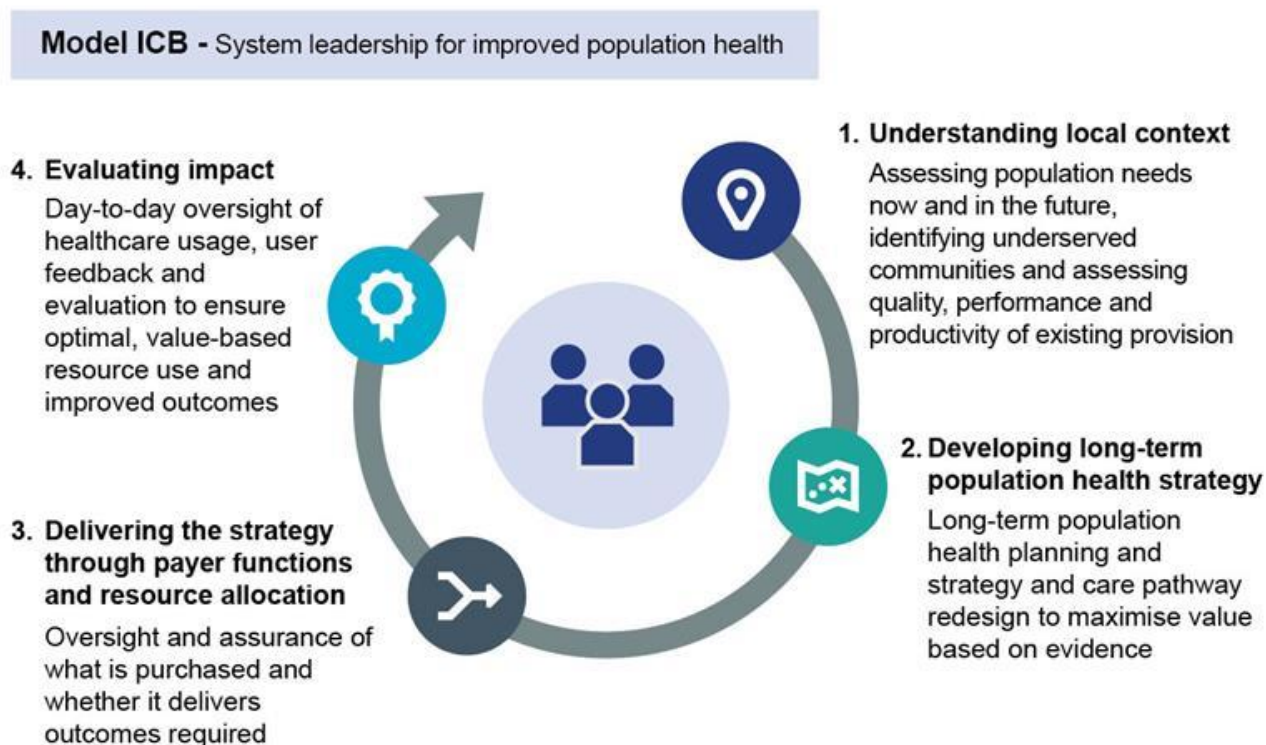 Model ICB - System leadership for improved population health
1. Understanding local context
Assessing population needs
now and in the future,
identifying underserved
communities and assessing
quality, performance and
productivity of existing provision
2. Developing long-term
population health strategy
Long-term population
health planning and
strategy and care pathway
redesign to maximise value
based on evidence
3. Delivering the strategy
through payer functions
and resource allocation
Oversight and assurance of
what is purchased and
whether it delivers
outcomes required
4. Evaluating impact
Day-to-day oversight of
healthcare usage, user
feedback and
evaluation to ensure
optimal, value-based
resource use and
improved outcomes